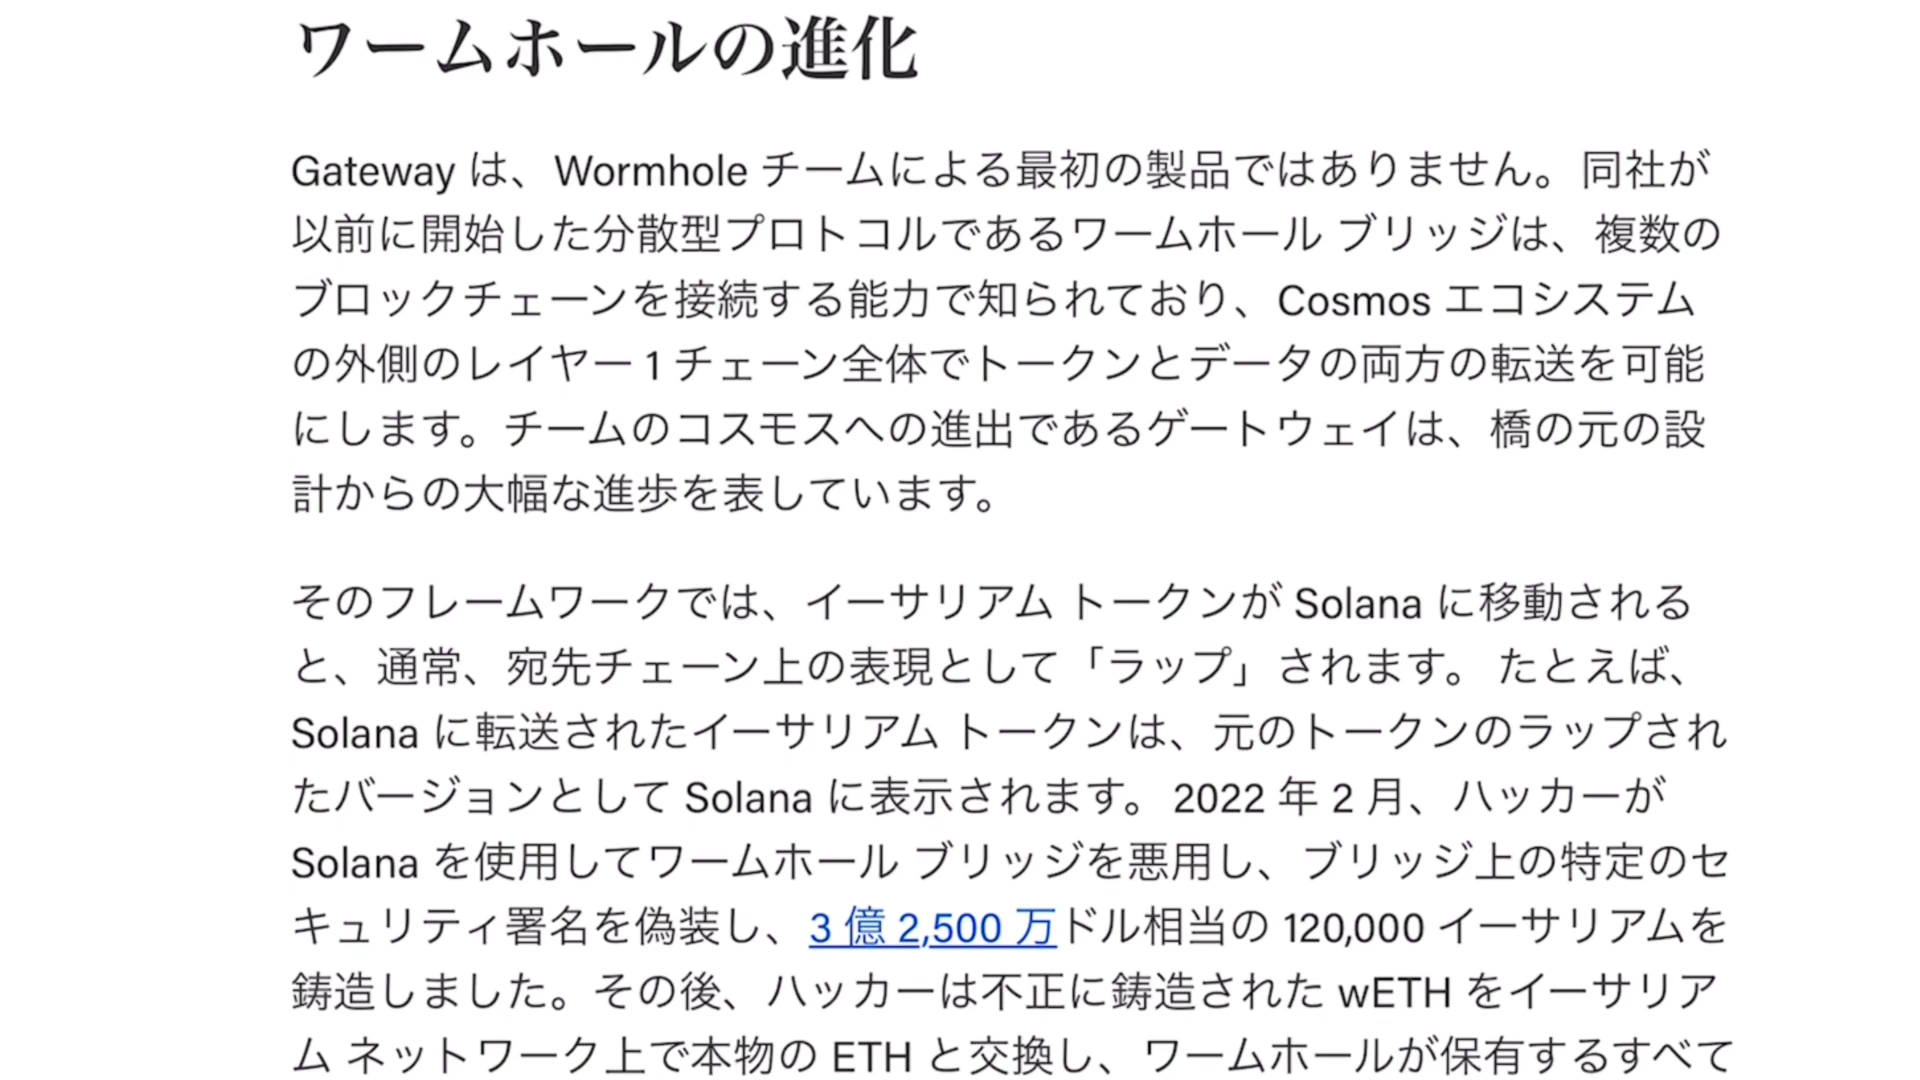 ワームホールの進化
Gateway は、Wormhole チームによる最初の製品ではありません。同社が
以前に開始した分散型プロトコルであるワームホール ブリッジは、複数の
ブロックチェーンを接続する能力で知られており、Cosmos エコシステム
の外側のレイヤー 1 チェーン全体でトークンとデータの両方の転送を可能
にします。チームのコスモスへの進出であるゲートウェイは、橋の元の設
計からの大幅な進歩を表しています。
そのフレームワークでは、イーサリアム トークンが Solana に移動される
と、通常、宛先チェーン上の表現として「ラップ」されます。 たとえば、
Solana に転送されたイーサリアム トークンは、元のトークンのラップされ
たバージョンとして Solana に表示されます。 2022 年 2 月、ハッカーが
Solana を使用してワームホール ブリッジを悪用し、ブリッジ上の特定のセ
キュリティ署名を偽装し、3 億 2,500 万ドル相当の 120,000 イーサリアムを
鋳造しました。その後、ハッカーは不正に鋳造された wETH をイーサリア
ム ネットワーク上で本物の ETH と交換し、ワームホールが保有するすべて